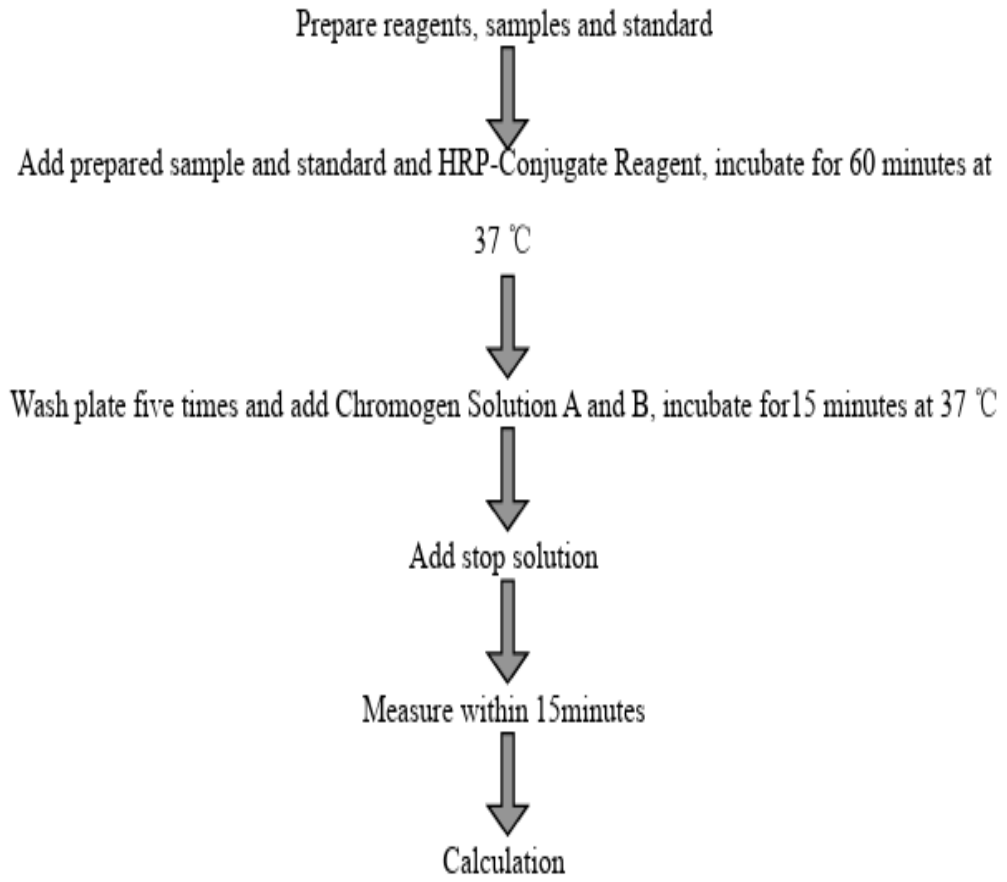 Prepare reagents, samples and standard
Add prepared sample and standard and HRP-Conjugate Reagent, incubate for 60 minutes at
37 ℃
Wash plate five times and add Chromogen Solution A and B, incubate for15 minutes at 37 ℃
Add stop solution
Measure within 15minutes
Calculation